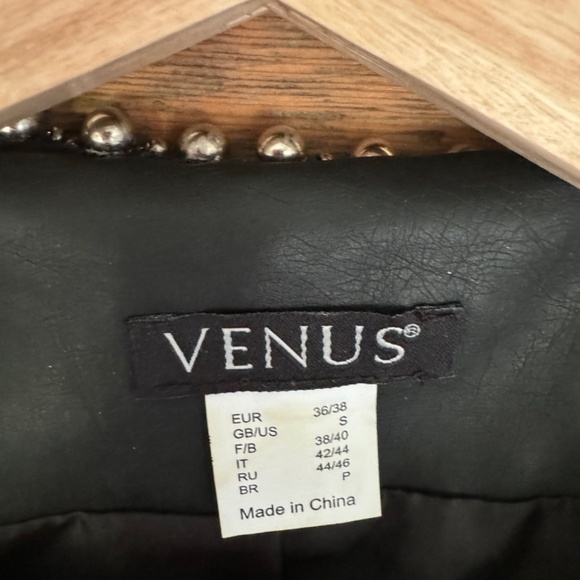 VENUS®
EUR 36/38
GB/US S
F/B 38/40
IT 42/44
RU 44/46
BR P
Made in China